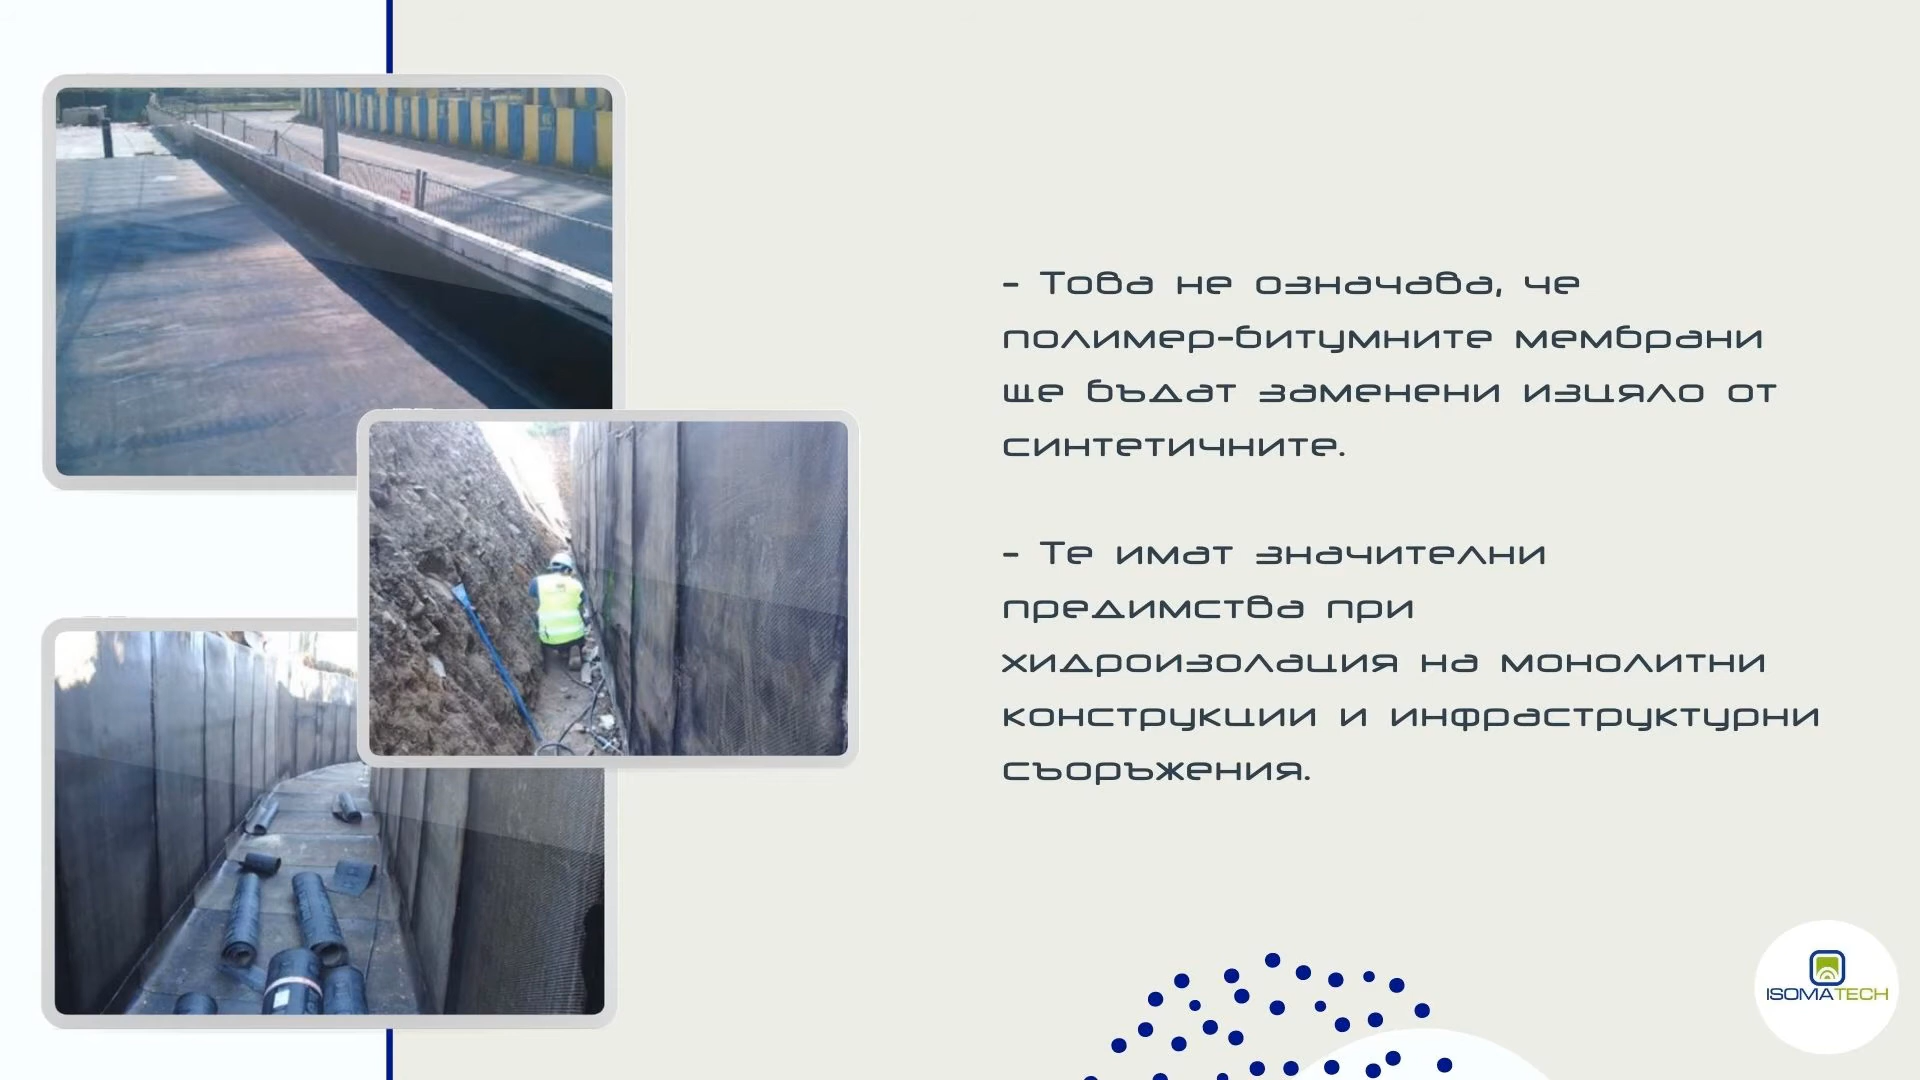 - Това не означава, че
полимер-битумните мембрани
ще бъдат заменени изцяло от
синтетичните.
- Те имат значителни
предимства при
хидроизолация на монолитни
конструкции и инфраструктурни
съоръжения.
ISOMATECH